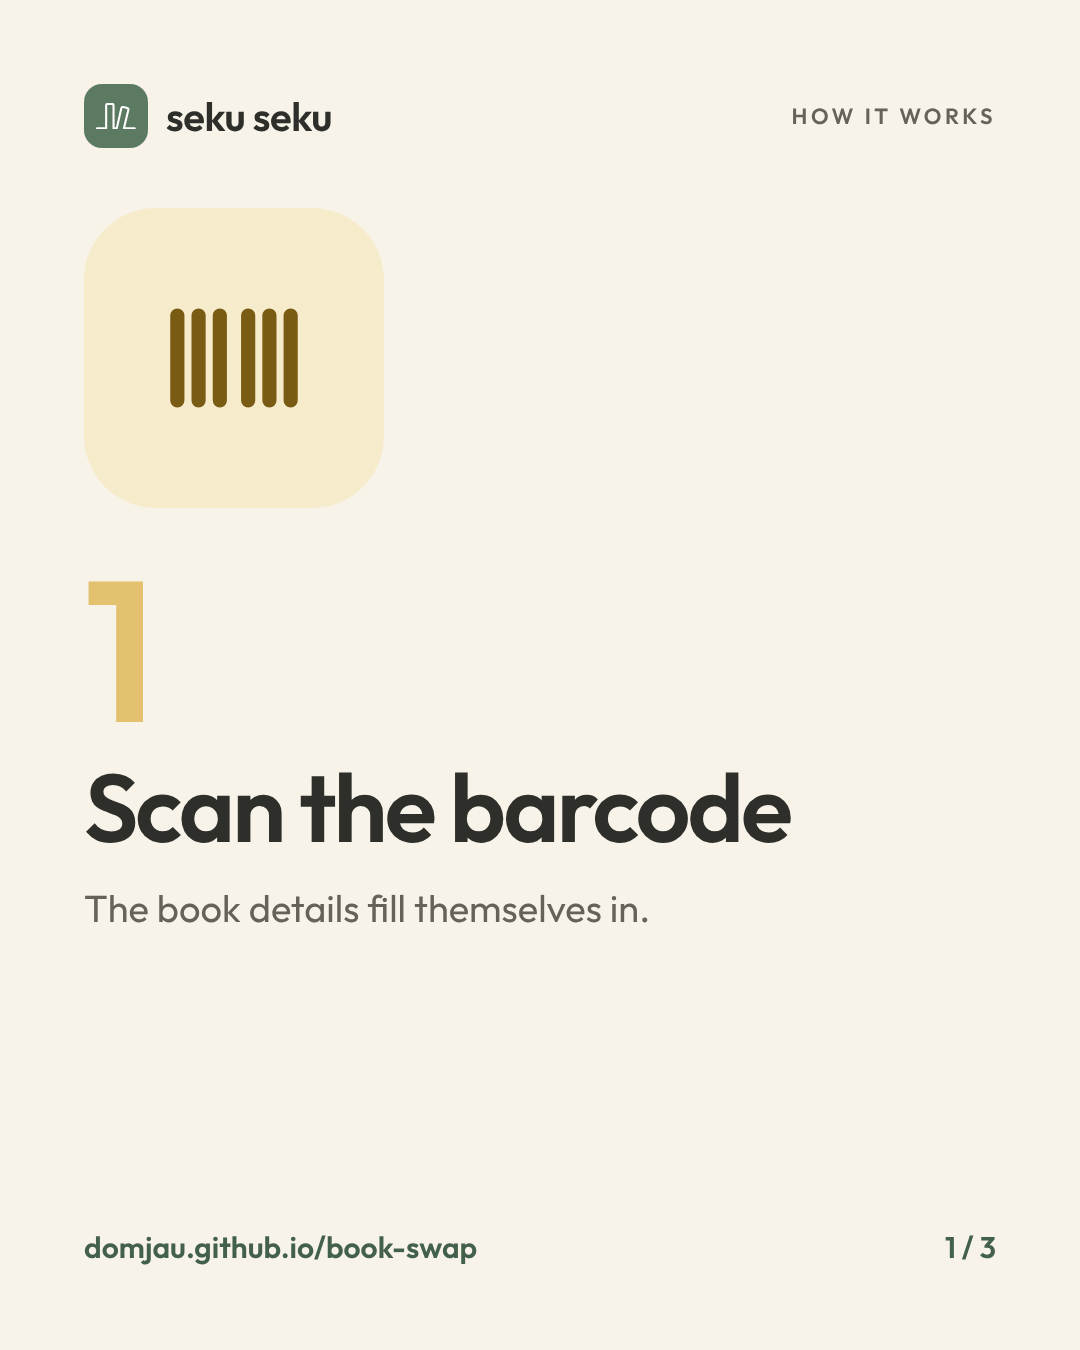 seku seku
HOW IT WORKS
1
Scan the barcode
The book details fill themselves in.
domjau.github.io/book-swap
1 / 3